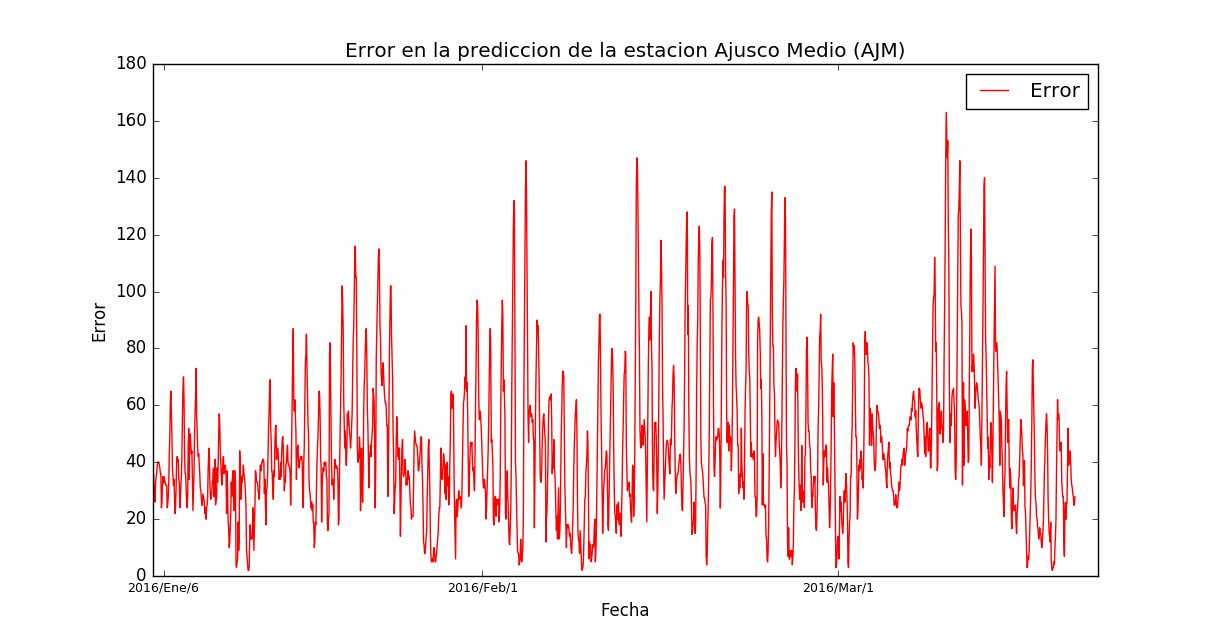 Error en la prediccion de la estacion Ajusco Medio (AJM)
Error
180
160
140
120
100
80
60
40
20
0
Error
2016/Ene/6
2016/Feb/1
2016/Mar/1
Fecha